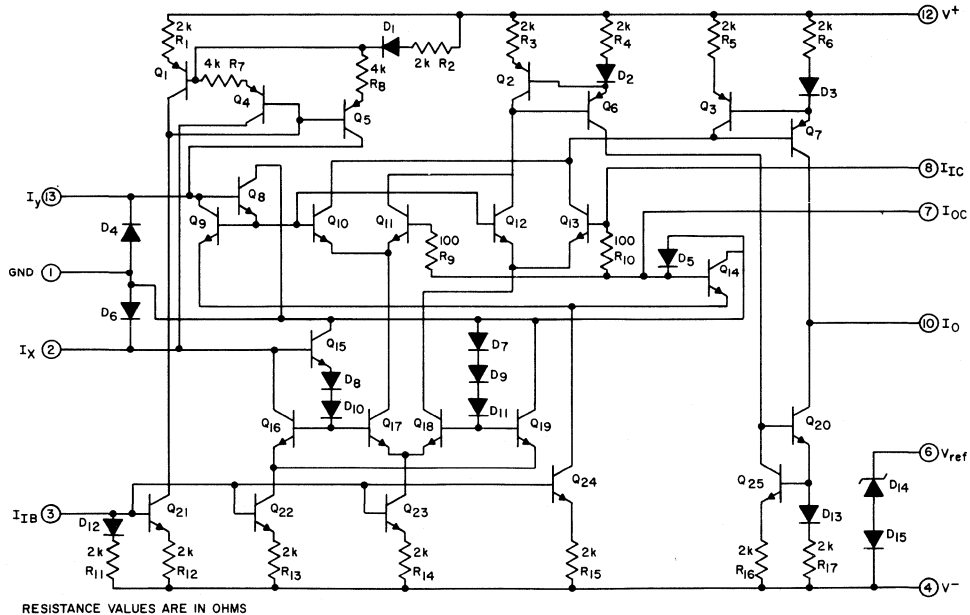 2k R1
D1
2k R2
2k R3
2k R4
2k R5
2k R6
12 V+
Q1
4k R7
4k R8
Q2
D2
D3
Q4
Q5
Q6
Q3
Q7
8 IIC
Iy 13
Q8
Q9
Q10
Q11
Q12
Q13
7 IOC
D4
100 R9
100 R10
D5
Q14
GND 1
D6
10 IO
IX 2
Q15
D7
D8
D9
D10
D11
Q16
Q17
Q18
Q19
Q20
6 Vref
Q24
Q25
D14
IIB 3
D12
Q21
Q22
Q23
D13
D15
2k R11
2k R12
2k R13
2k R14
2k R15
2k R16
2k R17
4 V-
RESISTANCE VALUES ARE IN OHMS